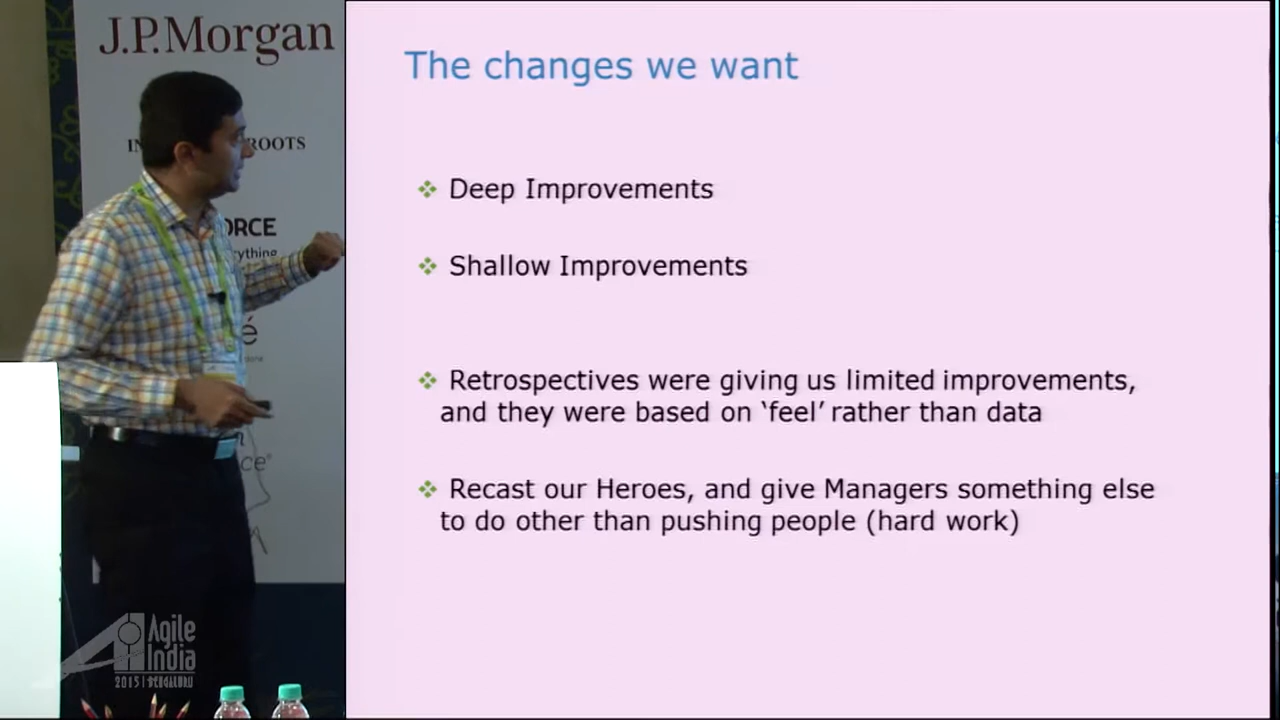 J.P.Morgan
ROOTS
ORCE
rything
The changes we want
Deep Improvements
Shallow Improvements
Retrospectives were giving us limited improvements,
and they were based on ‘feel’ rather than data
Recast our Heroes, and give Managers something else
to do other than pushing people (hard work)
Agile
India
2015 | BENGALURU